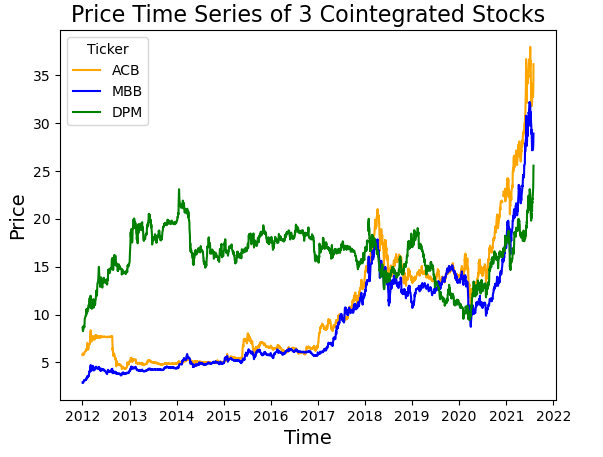 Price Time Series of 3 Cointegrated Stocks
Ticker
ACB
MBB
DPM
Price
35
30
25
20
15
10
5
2012 2013 2014 2015 2016 2017 2018 2019 2020 2021 2022
Time